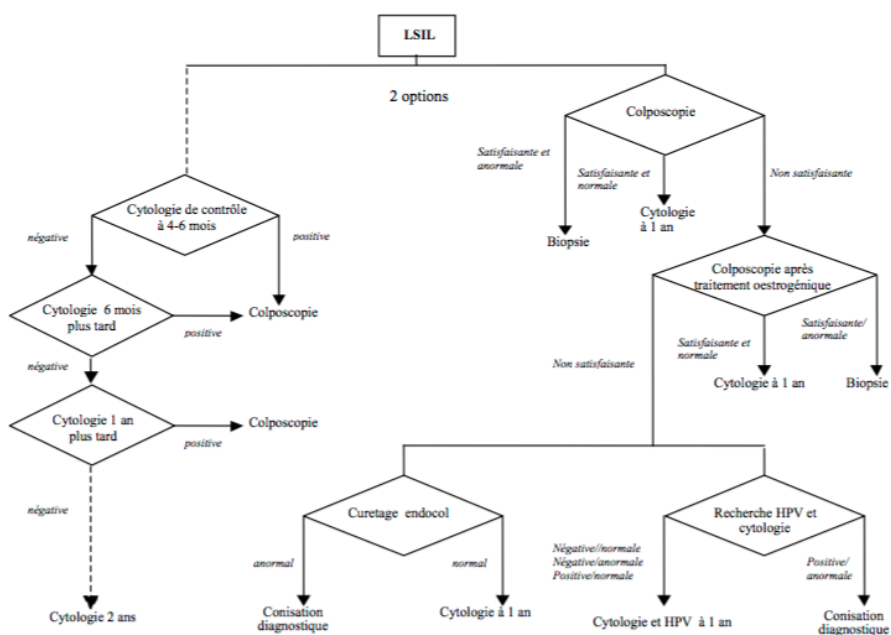 LSIL
2 options
Colposcopie
Satisfaisante et
anormale
Satisfaisante et
normale
Non satisfaisante
Cytologie de contrôle
à 4-6 mois
négative
positive
Biopsie
Cytologie
à 1 an
Colposcopie après
traitement oestrogénique
Cytologie 6 mois
plus tard
positive
Colposcopie
Satisfaisante/
anormale
Satisfaisante et
normale
Non satisfaisante
négative
Cytologie à 1 an
Biopsie
Cytologie 1 an
plus tard
positive
Colposcopie
négative
Curetage endocol
Recherche HPV et
cytologie
anormal
normal
Négative//normale
Négative/anormale
Positive/normale
Positive/
anormale
Cytologie 2 ans
Conisation
diagnostique
Cytologie à 1 an
Cytologie et HPV à 1 an
Conisation
diagnostique